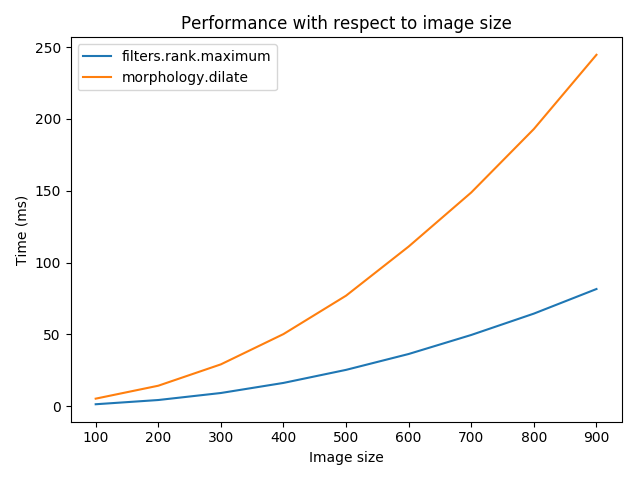 Performance with respect to image size
filters.rank.maximum
morphology.dilate
Time (ms)
250
200
150
100
50
0
100 200 300 400 500 600 700 800 900
Image size